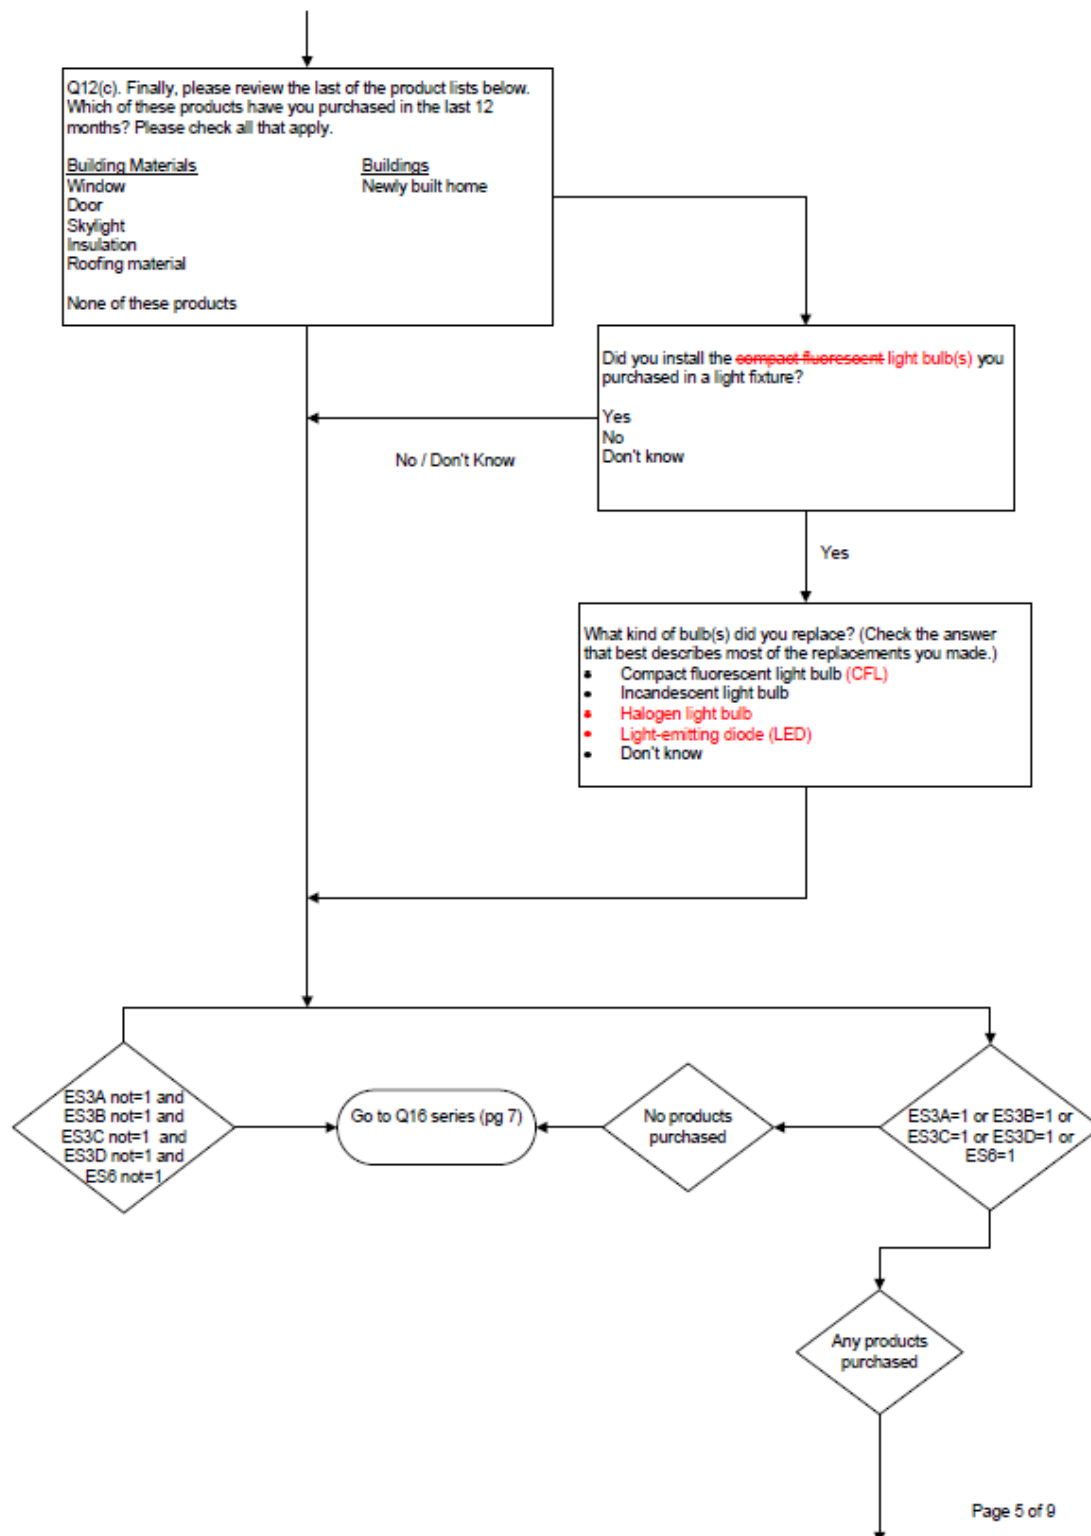 Q12(c). Finally, please review the last of the product lists below.
Which of these products have you purchased in the last 12
months? Please check all that apply.
Building Materials
Buildings
Window
Newly built home
Door
Skylight
Insulation
Roofing material
None of these products
Did you install the compact fluorescent light bulb(s) you
purchased in a light fixture?
Yes
No
Don't know
No / Don't Know
Yes
What kind of bulb(s) did you replace? (Check the answer
that best describes most of the replacements you made.)
• Compact fluorescent light bulb (CFL)
• Incandescent light bulb
• Halogen light bulb
• Light-emitting diode (LED)
• Don't know
ES3A not=1 and
ES3B not=1 and
ES3C not=1 and
ES3D not=1 and
ES6 not=1
Go to Q16 series (pg 7)
No products
purchased
ES3A=1 or ES3B=1 or
ES3C=1 or ES3D=1 or
ES6=1
Any products
purchased
Page 5 of 9